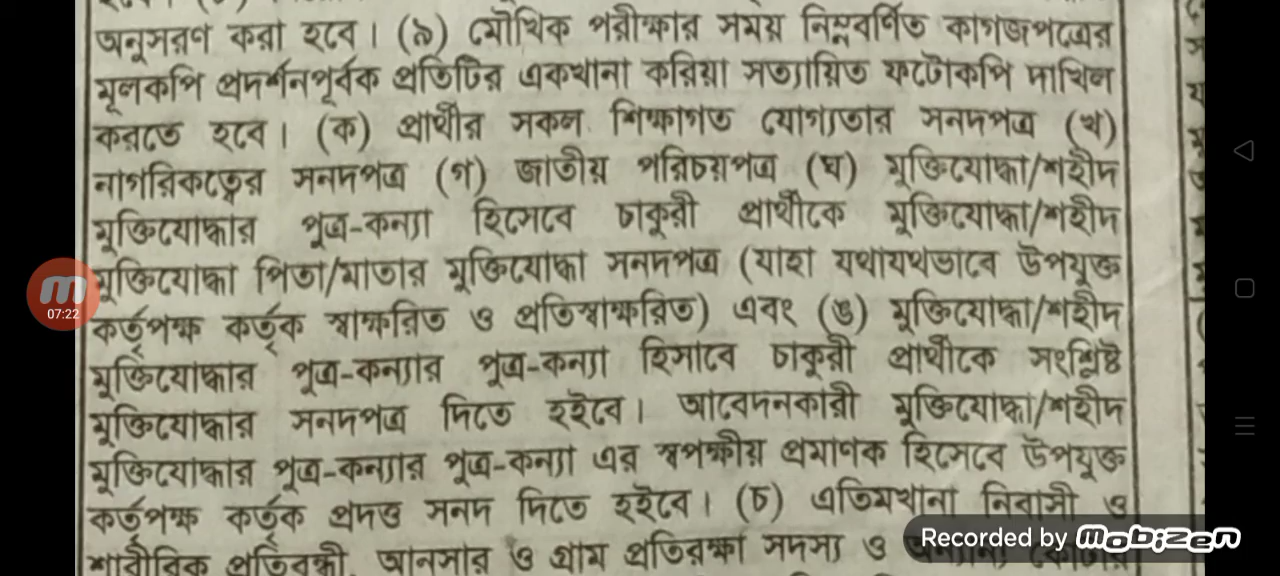 অনুসরণ করা হবে। (৯) মৌখিক পরীক্ষার সময় নিম্নবর্ণিত কাগজপত্রের
মূলকপি প্রদর্শনপূর্বক প্রতিটির একখানা করিয়া সত্যায়িত ফটোকপি দাখিল
করতে হবে। (ক) প্রার্থীর সকল শিক্ষাগত যোগ্যতার সনদপত্র (খ)
নাগরিকত্বের সনদপত্র (গ) জাতীয় পরিচয়পত্র (ঘ) মুক্তিযোদ্ধা/শহীদ
মুক্তিযোদ্ধার পুত্র-কন্যা হিসেবে চাকুরী প্রার্থীকে মুক্তিযোদ্ধা/শহীদ
মুক্তিযোদ্ধা পিতা/মাতার মুক্তিযোদ্ধা সনদপত্র (যাহা যথাযথভাবে উপযুক্ত
কর্তৃপক্ষ কর্তৃক স্বাক্ষরিত ও প্রতিস্বাক্ষরিত) এবং (ঙ) মুক্তিযোদ্ধা/শহীদ
মুক্তিযোদ্ধার পুত্র-কন্যার পুত্র-কন্যা হিসাবে চাকুরী প্রার্থীকে সংশ্লিষ্ট
মুক্তিযোদ্ধার সনদপত্র দিতে হইবে। আবেদনকারী মুক্তিযোদ্ধা/শহীদ
মুক্তিযোদ্ধার পুত্র-কন্যার পুত্র-কন্যা এর স্বপক্ষীয় প্রমাণক হিসেবে উপযুক্ত
কর্তৃপক্ষ কর্তৃক প্রদত্ত সনদ দিতে হইবে। (চ) এতিমখানা নিবাসী ও
শারীরিক প্রতিবন্ধী, আনসার ও গ্রাম প্রতিরক্ষা সদস্য ও
07:22
Recorded by mobizen